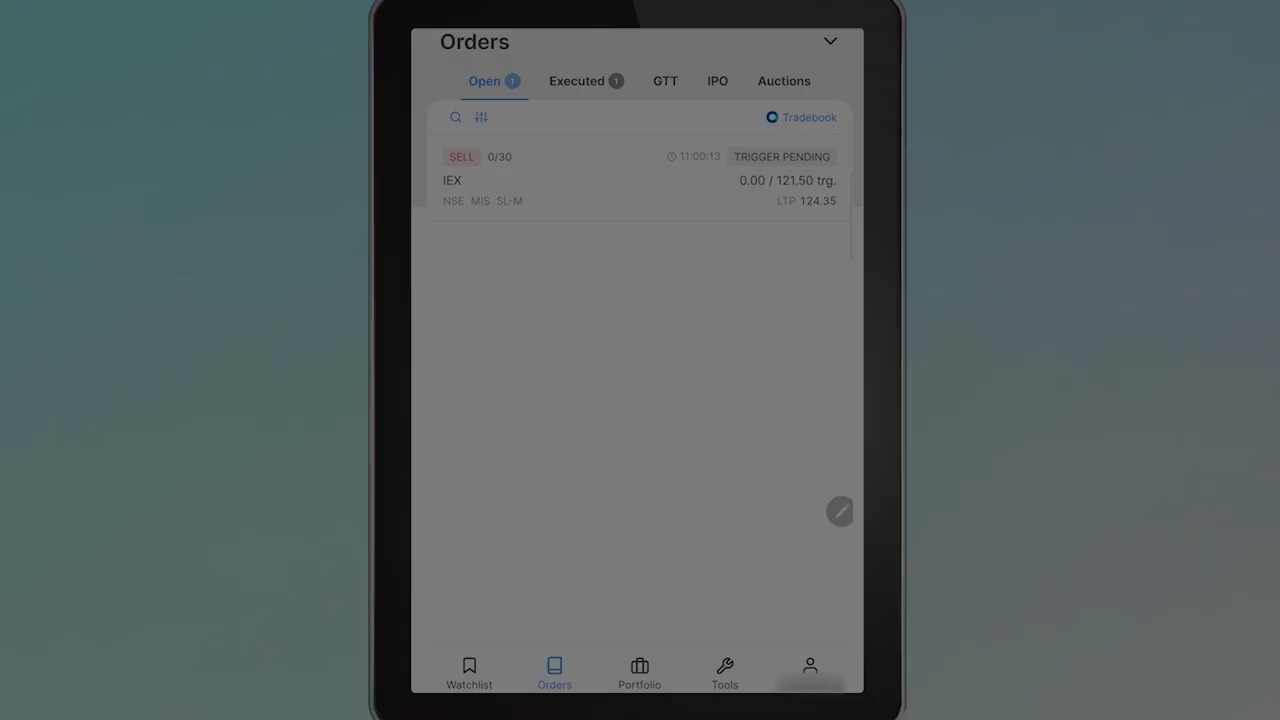 Orders
Open 1 Executed 1 GTT IPO Auctions
Tradebook
SELL 0/30 11:00:13 TRIGGER PENDING
IEX 0.00 / 121.50 trg.
NSE MIS SL-M LTP 124.35
Watchlist Orders Portfolio Tools